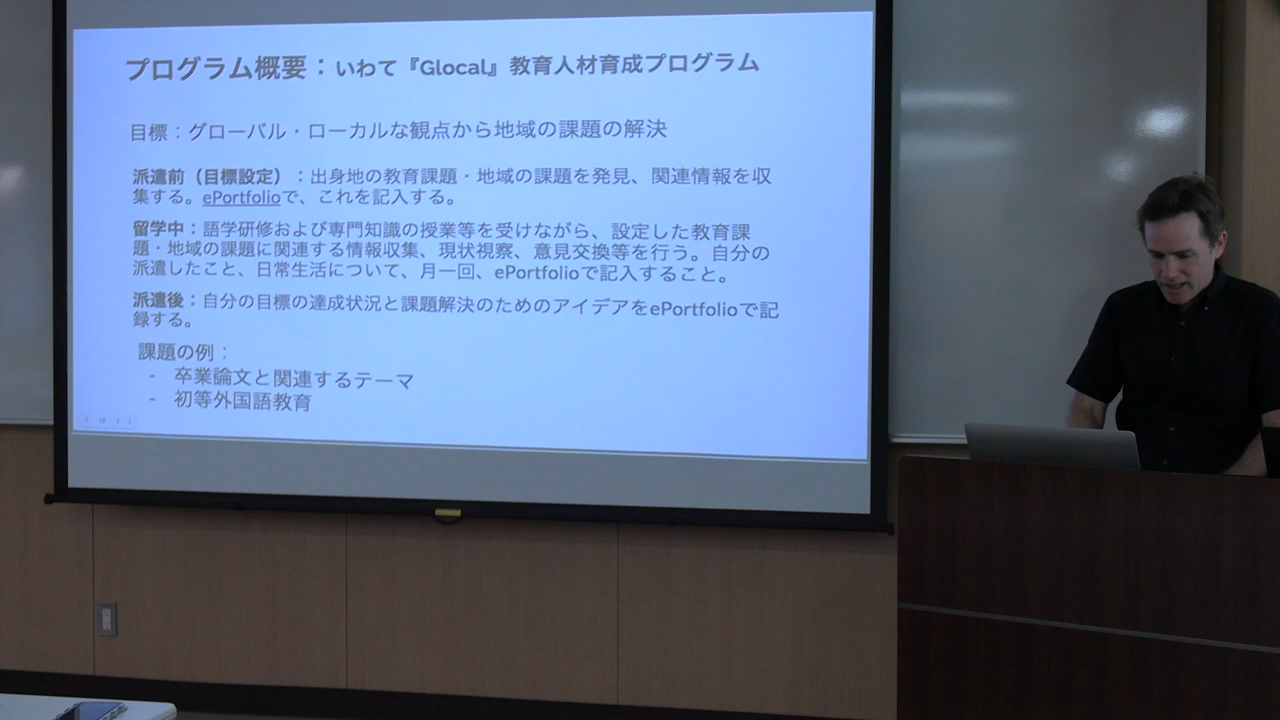 プログラム概要：いわて『Glocal』教育人材育成プログラム
目標：グローバル・ローカルな観点から地域の課題の解決
派遣前（目標設定）：出身地の教育課題・地域の課題を発見、関連情報を収
集する。ePortfolioで、これを記入する。
留学中：語学研修および専門知識の授業等を受けながら、設定した教育課
題・地域の課題に関連する情報収集、現状視察、意見交換等を行う。自分の
派遣したこと、日常生活について、月一回、ePortfolioで記入すること。
派遣後：自分の目標の達成状況と課題解決のためのアイデアをePortfolioで記
録する。
課題の例：
- 卒業論文と関連するテーマ
- 初等外国語教育